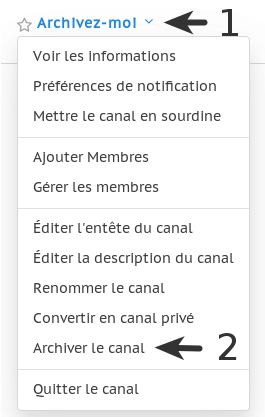 Archivez-moi 1
Voir les informations
Préférences de notification
Mettre le canal en sourdine
Ajouter Membres
Gérer les membres
Éditer l'entête du canal
Éditer la description du canal
Renommer le canal
Convertir en canal privé
Archiver le canal 2
Quitter le canal